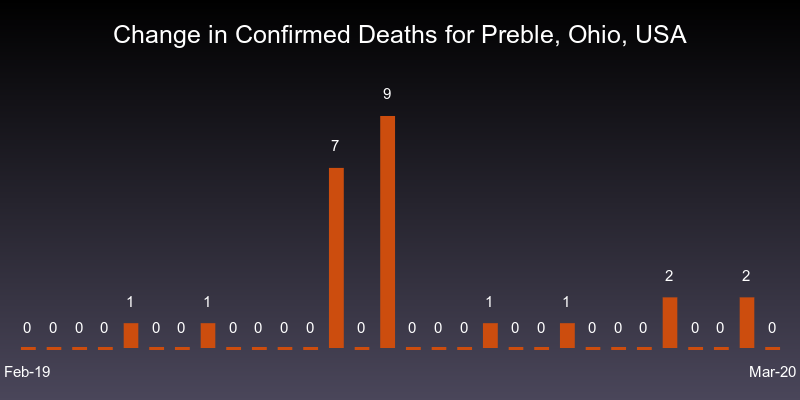 Change in Confirmed Deaths for Preble, Ohio, USA
9
7
2 2
1 1 1 1
0 0 0 0 0 0 0 0 0 0 0 0 0 0 0 0 0 0 0 0 0 0
Feb-19 Mar-20